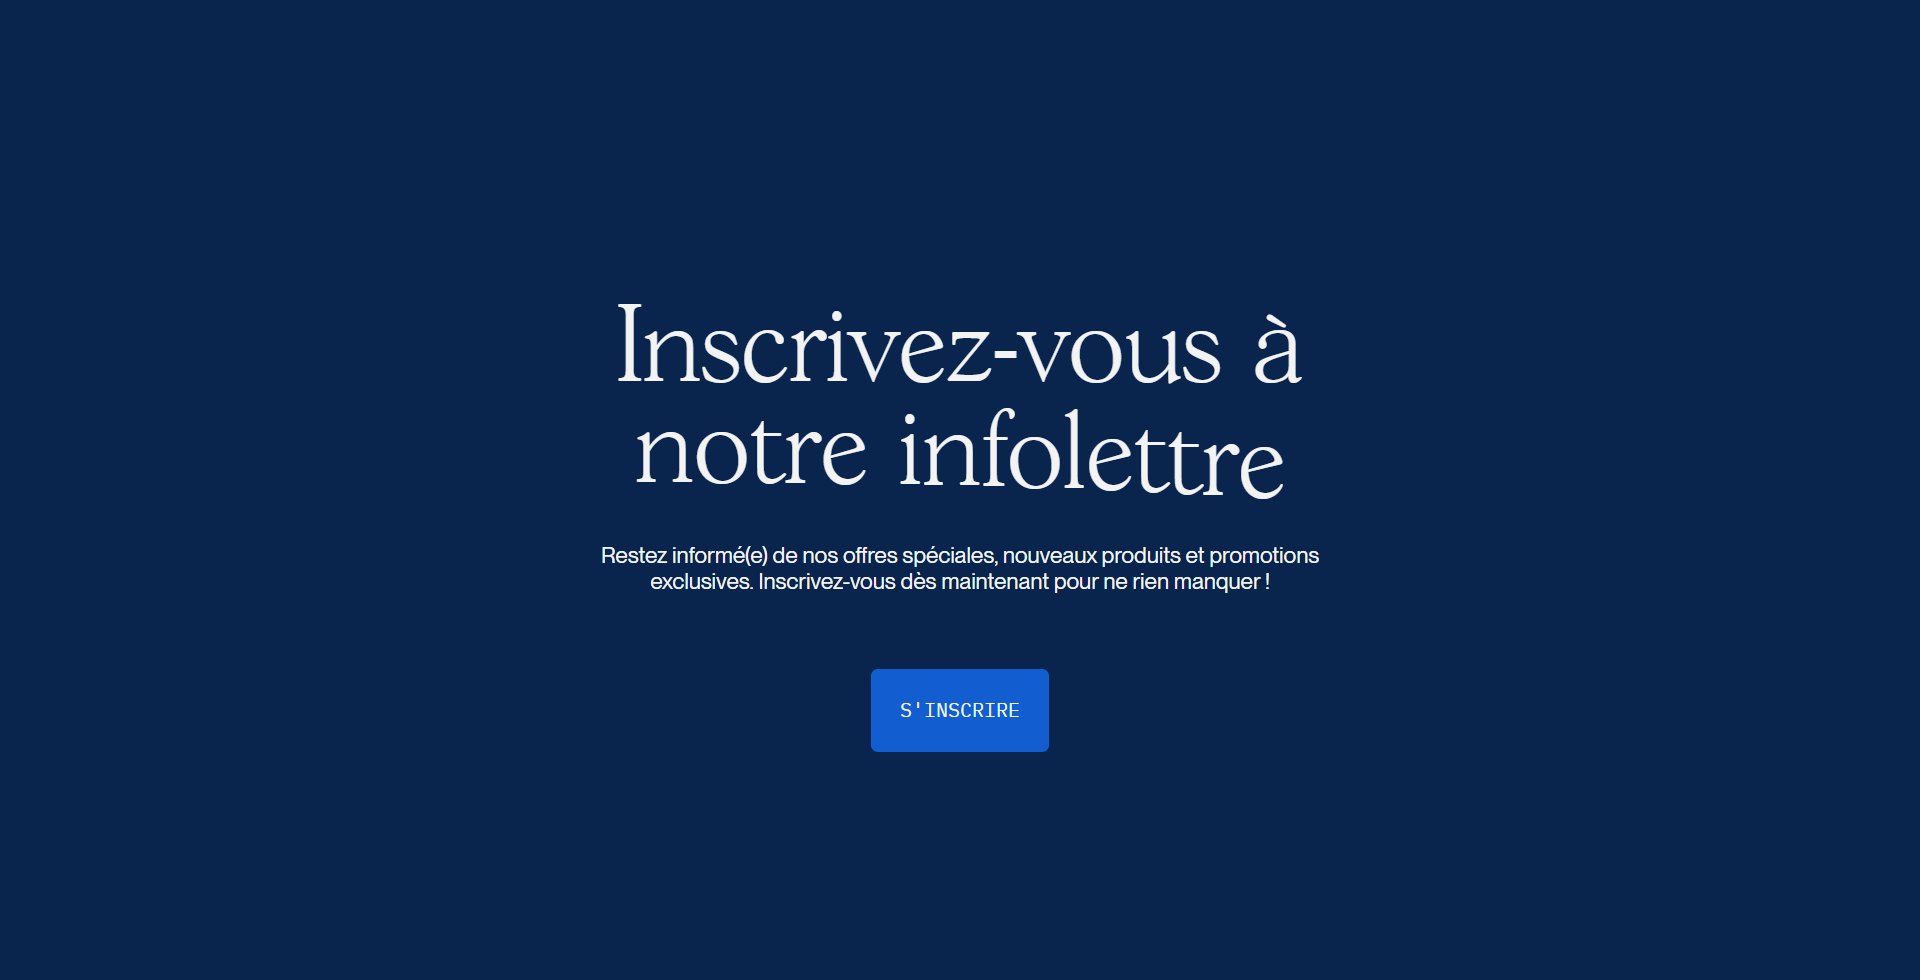 Inscrivez-vous à
notre infolettre
Restez informé(e) de nos offres spéciales, nouveaux produits et promotions
exclusives. Inscrivez-vous dès maintenant pour ne rien manquer !
S'INSCRIRE